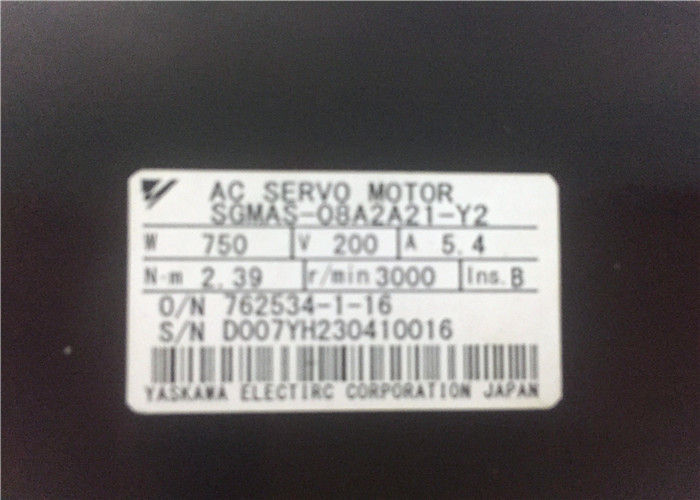 AC SERVO MOTOR
SGMAS-08A2A21-Y2
W 750 V 200 A 5.4
N·m 2.39 r/min 3000 Ins. B
O/N 762534-1-16
S/N D007YH230410016
YASKAWA ELECTIRC CORPORATION JAPAN